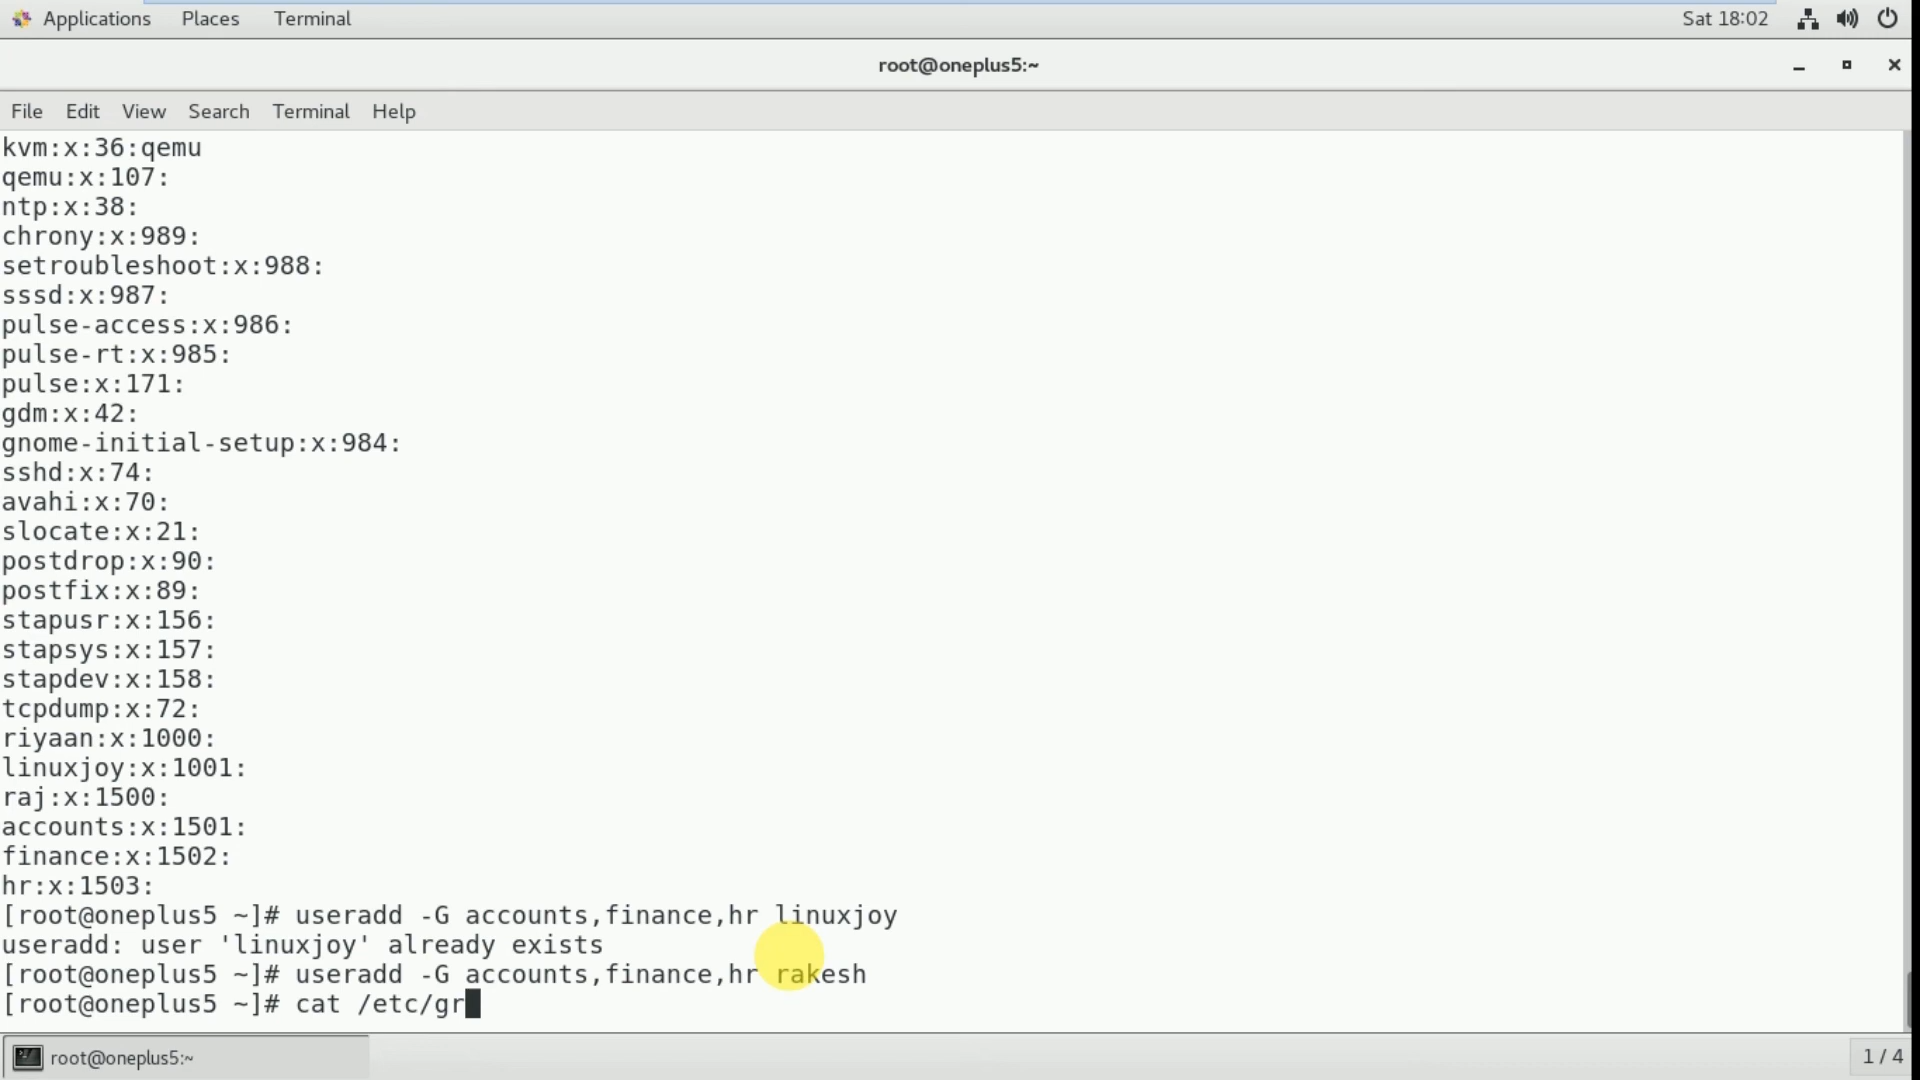 Applications Places Terminal Sat 18:02
root@oneplus5:~
File Edit View Search Terminal Help
kvm:x:36:qemu
qemu:x:107:
ntp:x:38:
chrony:x:989:
setroubleshoot:x:988:
sssd:x:987:
pulse-access:x:986:
pulse-rt:x:985:
pulse:x:171:
gdm:x:42:
gnome-initial-setup:x:984:
sshd:x:74:
avahi:x:70:
slocate:x:21:
postdrop:x:90:
postfix:x:89:
stapusr:x:156:
stapsys:x:157:
stapdev:x:158:
tcpdump:x:72:
riyaan:x:1000:
linuxjoy:x:1001:
raj:x:1500:
accounts:x:1501:
finance:x:1502:
hr:x:1503:
[root@oneplus5 ~]# useradd -G accounts,finance,hr linuxjoy
useradd: user 'linuxjoy' already exists
[root@oneplus5 ~]# useradd -G accounts,finance,hr rakesh
[root@oneplus5 ~]# cat /etc/gr
root@oneplus5:~ 1 / 4